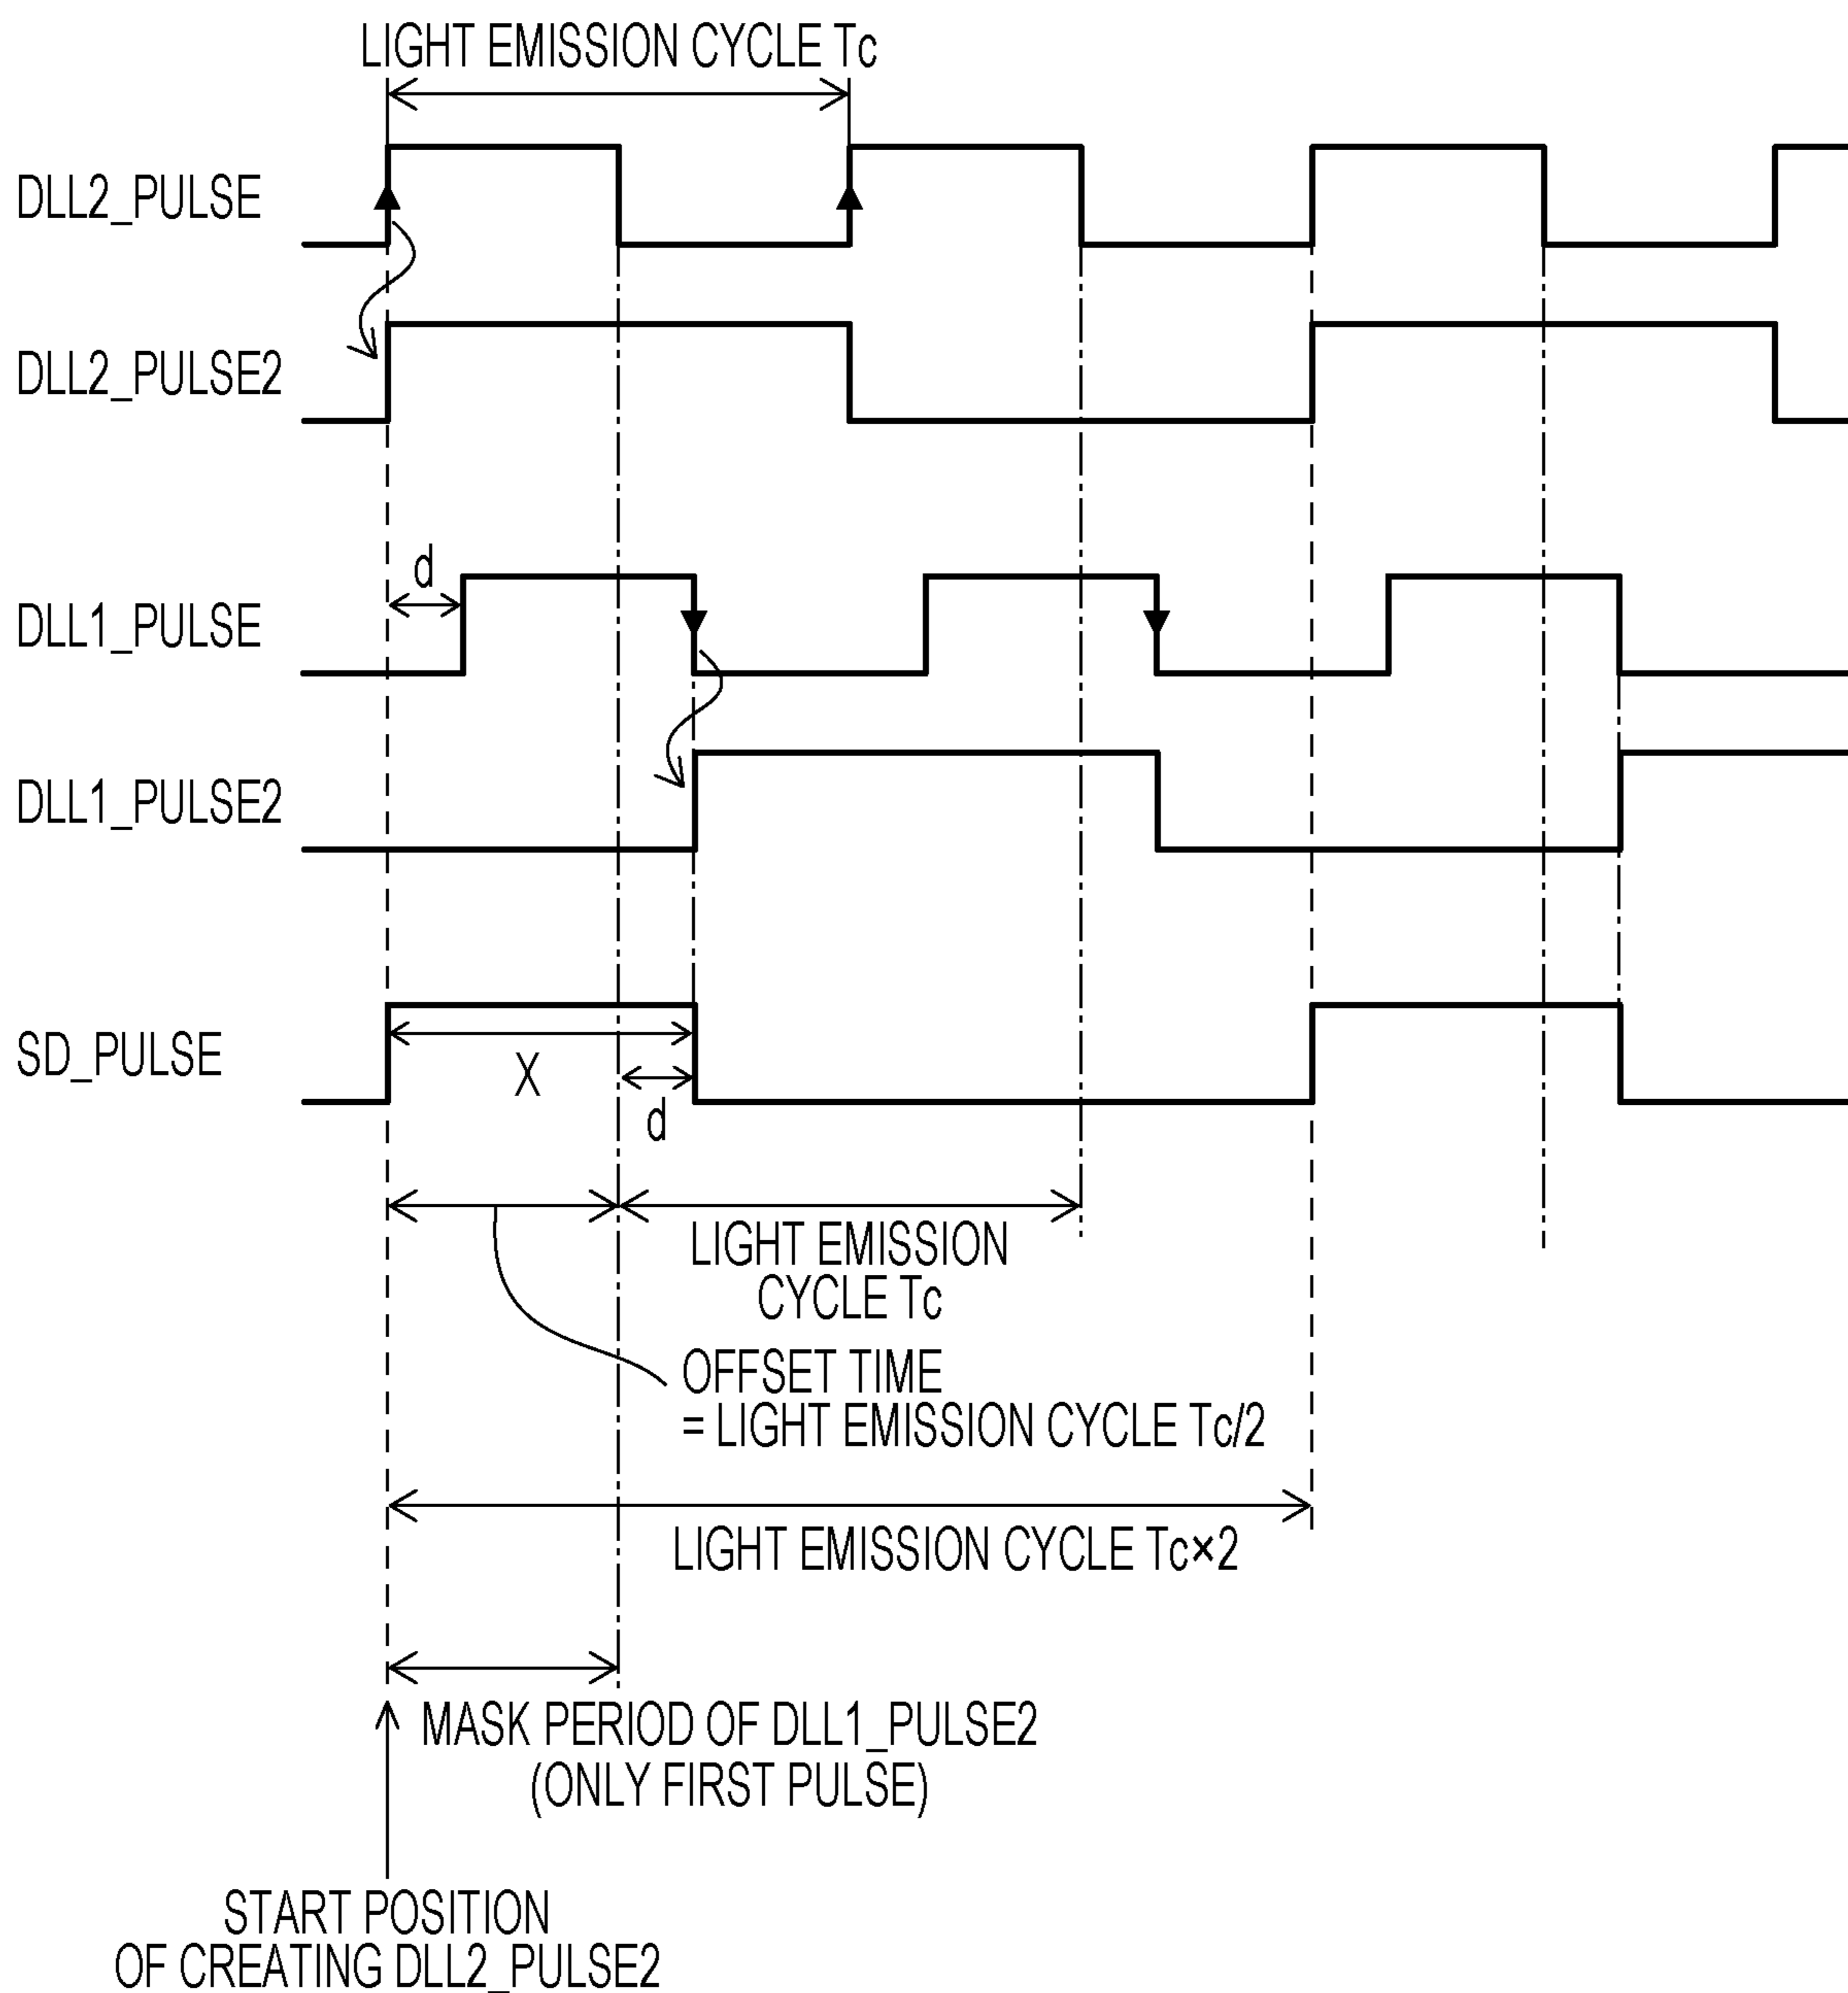 LIGHT EMISSION CYCLE Tc
DLL2_PULSE
DLL2_PULSE2
d
DLL1_PULSE
DLL1_PULSE2
SD_PULSE
X
d
LIGHT EMISSION
CYCLE Tc
OFFSET TIME
= LIGHT EMISSION CYCLE Tc/2
LIGHT EMISSION CYCLE Tc×2
MASK PERIOD OF DLL1_PULSE2
(ONLY FIRST PULSE)
START POSITION
OF CREATING DLL2_PULSE2